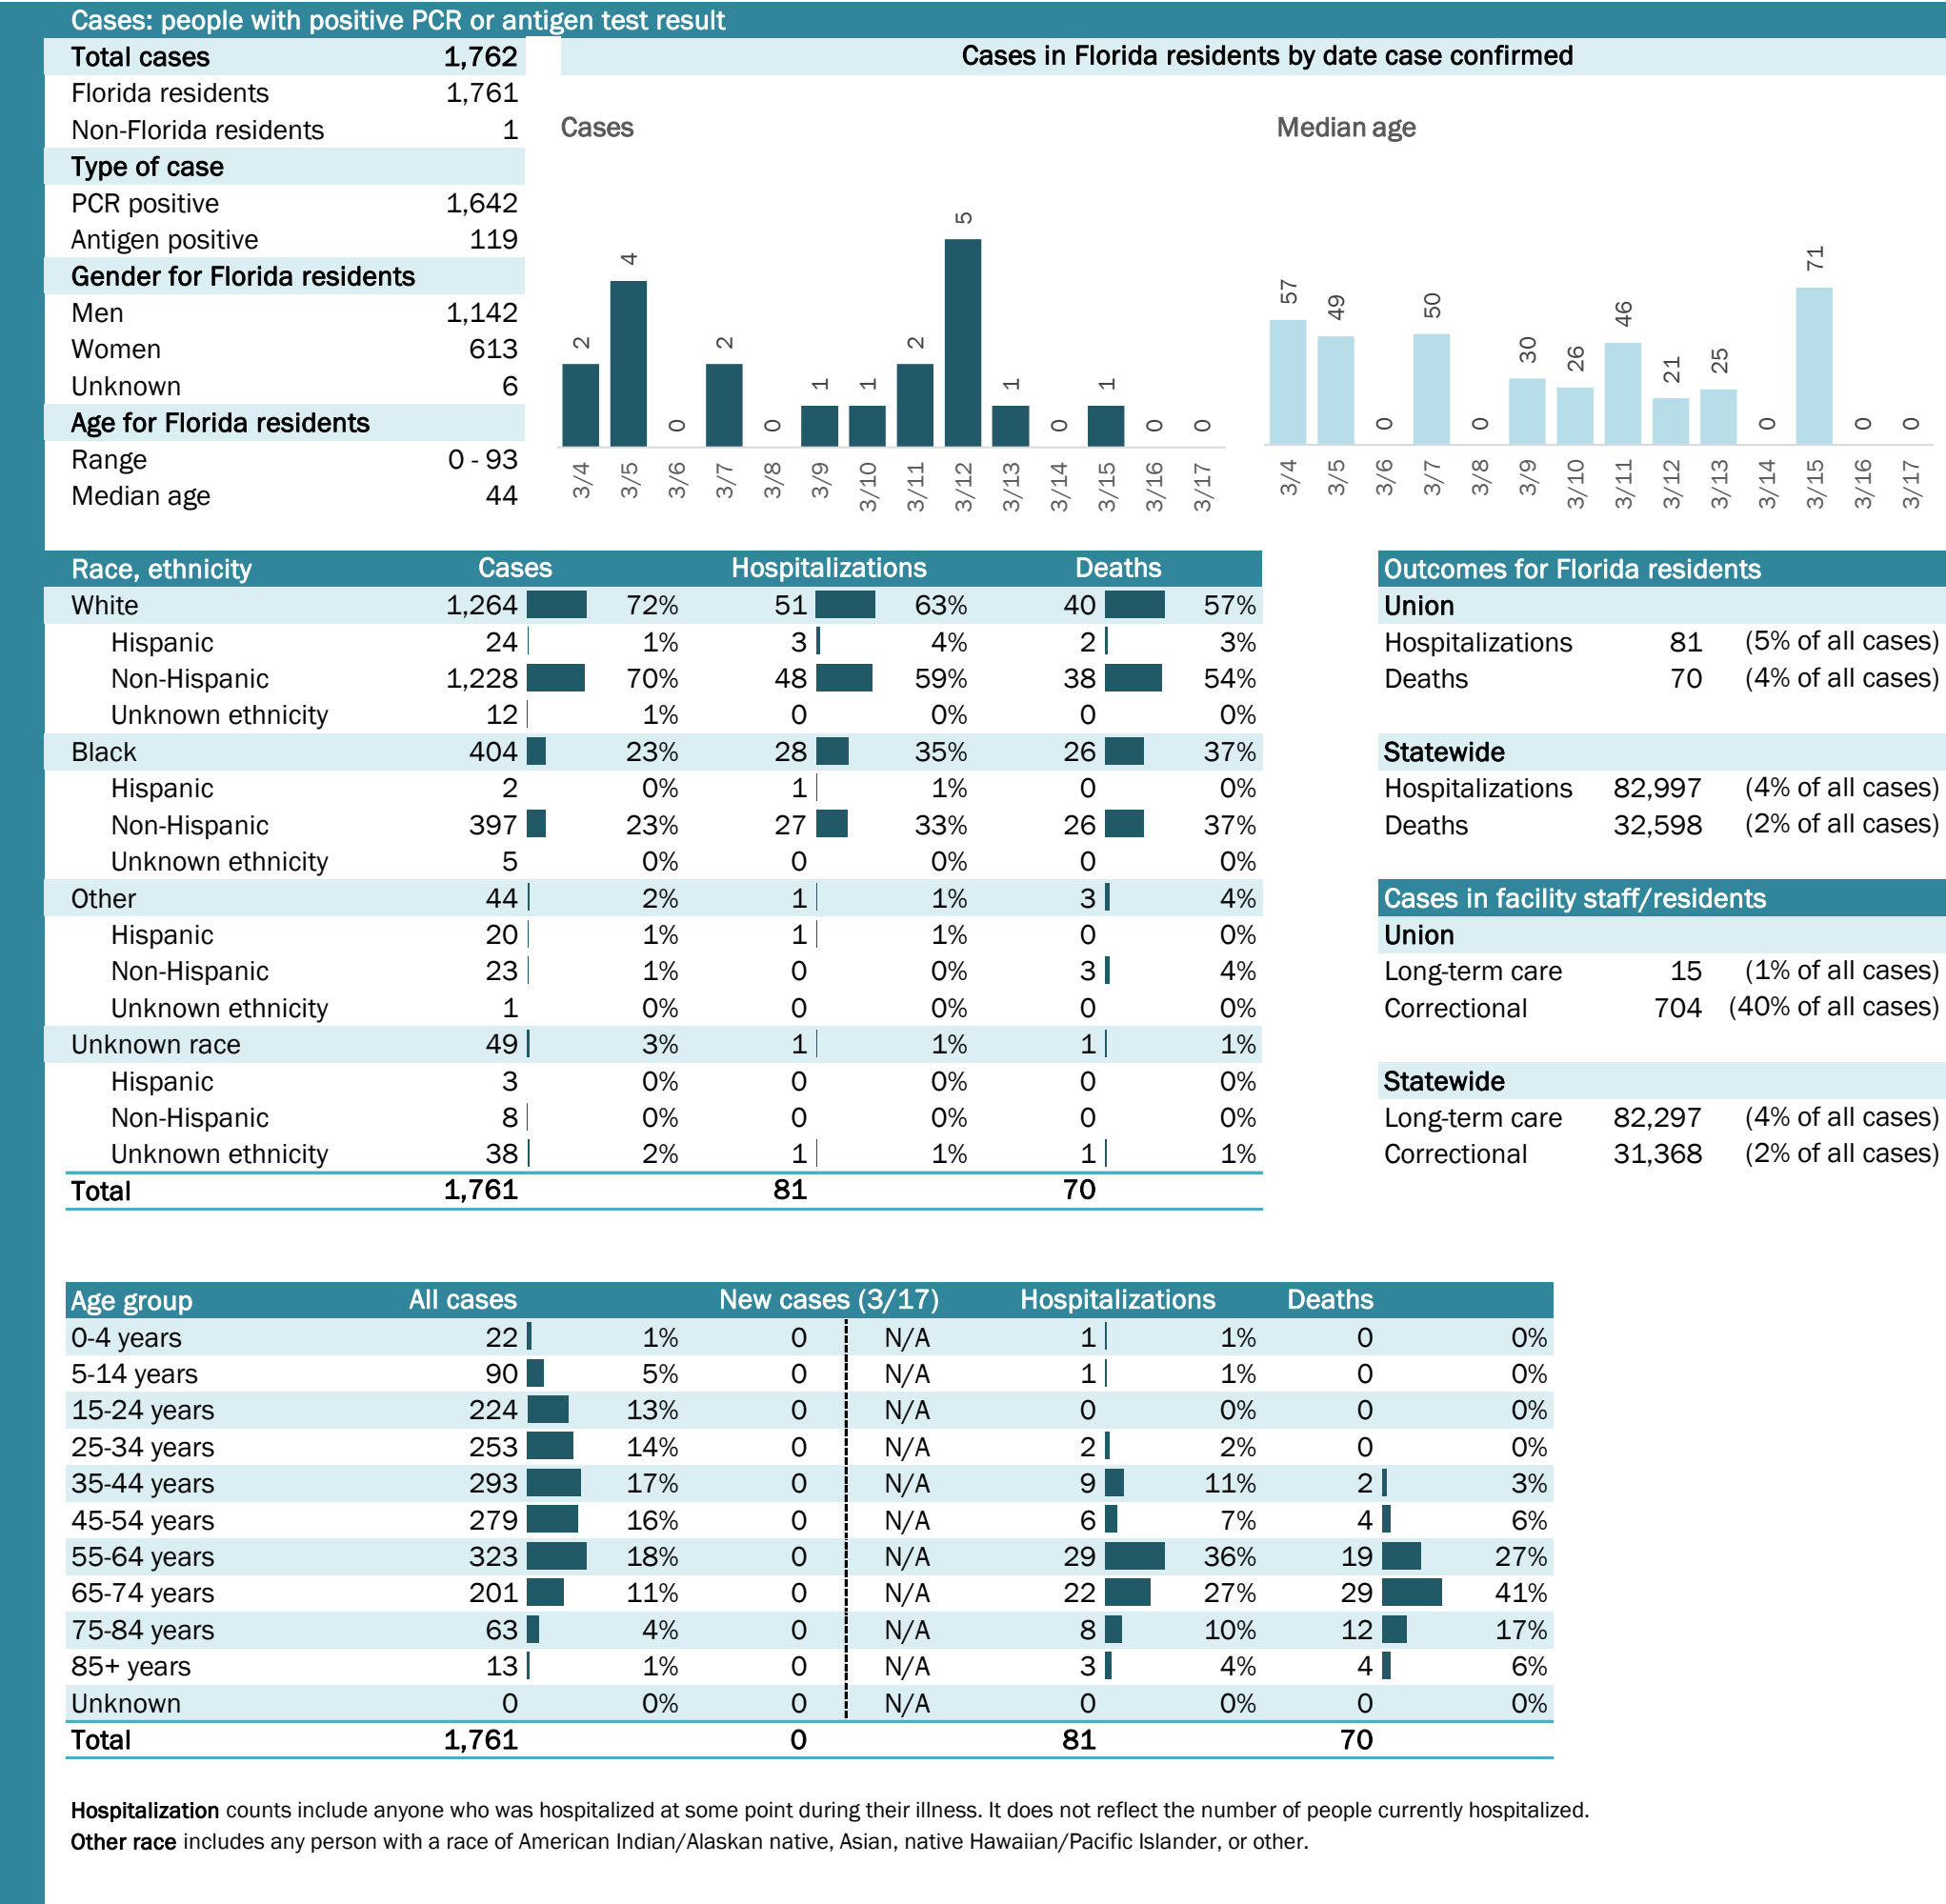 Cases: people with positive PCR or antigen test result
Total cases 1,762
Florida residents 1,761
Non-Florida residents 1
Type of case
PCR positive 1,642
Antigen positive 119
Gender for Florida residents
Men 1,142
Women 613
Unknown 6
Age for Florida residents
Range 0 - 93
Median age 44
Cases in Florida residents by date case confirmed
Cases
2 4 0 2 0 1 1 2 5 1 0 1 0 0
3/4 3/5 3/6 3/7 3/8 3/9 3/10 3/11 3/12 3/13 3/14 3/15 3/16 3/17
Median age
57 49 0 50 0 30 26 46 21 25 0 71 0 0
3/4 3/5 3/6 3/7 3/8 3/9 3/10 3/11 3/12 3/13 3/14 3/15 3/16 3/17
Race, ethnicity Cases Hospitalizations Deaths
White 1,264 72% 51 63% 40 57%
Hispanic 24 1% 3 4% 2 3%
Non-Hispanic 1,228 70% 48 59% 38 54%
Unknown ethnicity 12 1% 0 0% 0 0%
Black 404 23% 28 35% 26 37%
Hispanic 2 0% 1 1% 0 0%
Non-Hispanic 397 23% 27 33% 26 37%
Unknown ethnicity 5 0% 0 0% 0 0%
Other 44 2% 1 1% 3 4%
Hispanic 20 1% 1 1% 0 0%
Non-Hispanic 23 1% 0 0% 3 4%
Unknown ethnicity 1 0% 0 0% 0 0%
Unknown race 49 3% 1 1% 1 1%
Hispanic 3 0% 0 0% 0 0%
Non-Hispanic 8 0% 0 0% 0 0%
Unknown ethnicity 38 2% 1 1% 1 1%
Total 1,761 81 70
Outcomes for Florida residents
Union
Hospitalizations 81 (5% of all cases)
Deaths 70 (4% of all cases)
Statewide
Hospitalizations 82,997 (4% of all cases)
Deaths 32,598 (2% of all cases)
Cases in facility staff/residents
Union
Long-term care 15 (1% of all cases)
Correctional 704 (40% of all cases)
Statewide
Long-term care 82,297 (4% of all cases)
Correctional 31,368 (2% of all cases)
Age group All cases New cases (3/17) Hospitalizations Deaths
0-4 years 22 1% 0 N/A 1 1% 0 0%
5-14 years 90 5% 0 N/A 1 1% 0 0%
15-24 years 224 13% 0 N/A 0 0% 0 0%
25-34 years 253 14% 0 N/A 2 2% 0 0%
35-44 years 293 17% 0 N/A 9 11% 2 3%
45-54 years 279 16% 0 N/A 6 7% 4 6%
55-64 years 323 18% 0 N/A 29 36% 19 27%
65-74 years 201 11% 0 N/A 22 27% 29 41%
75-84 years 63 4% 0 N/A 8 10% 12 17%
85+ years 13 1% 0 N/A 3 4% 4 6%
Unknown 0 0% 0 N/A 0 0% 0 0%
Total 1,761 0 81 70
Hospitalization counts include anyone who was hospitalized at some point during their illness. It does not reflect the number of people currently hospitalized.
Other race includes any person with a race of American Indian/Alaskan native, Asian, native Hawaiian/Pacific Islander, or other.